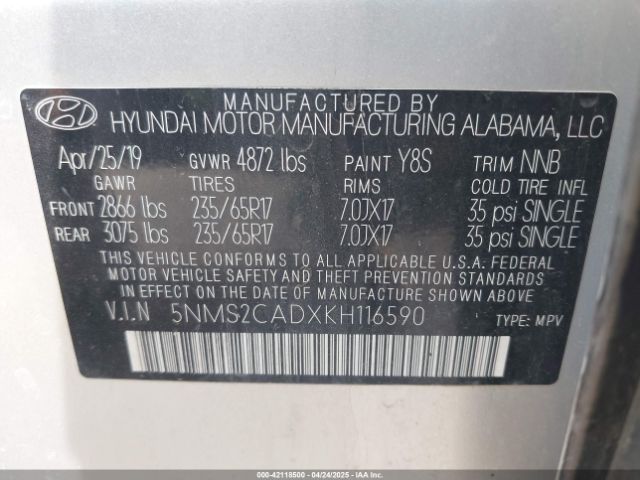 MANUFACTURED BY
HYUNDAI MOTOR MANUFACTURING ALABAMA, LLC
Apr/25/19 GVWR 4872 lbs PAINT Y8S TRIM NNB
GAWR TIRES RIMS COLD TIRE INFL
FRONT 2866 lbs 235/65R17 7.0JX17 35 psi SINGLE
REAR 3075 lbs 235/65R17 7.0JX17 35 psi SINGLE
THIS VEHICLE CONFORMS TO ALL APPLICABLE U.S.A. FEDERAL
MOTOR VEHICLE SAFETY AND THEFT PREVENTION STANDARDS
IN EFFECT ON THE DATE OF MANUFACTURE SHOWN ABOVE.
V.I.N 5NMS2CADXKH116590 TYPE: MPV
000-42118500 04/24/2025 IAAI.COM